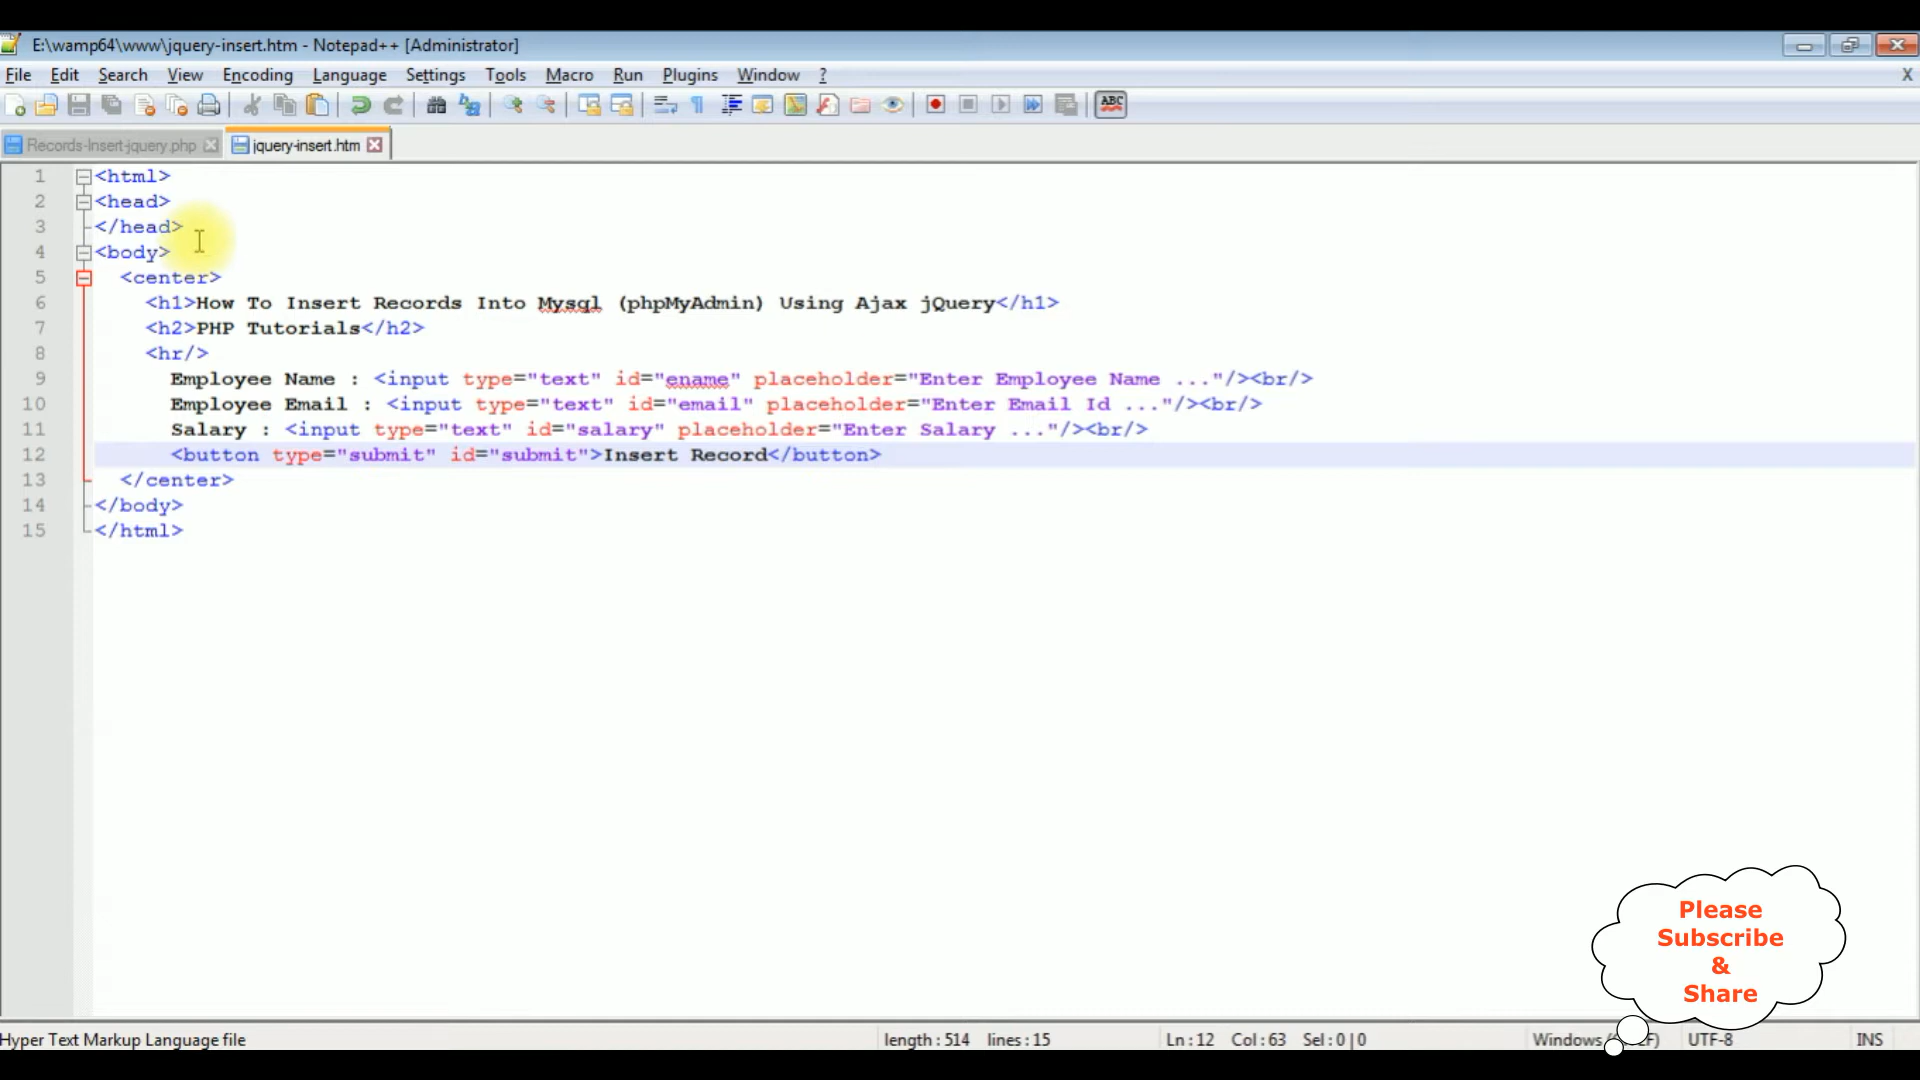 E:\wamp64\www\jquery-insert.htm - Notepad++ [Administrator]
File Edit Search View Encoding Language Settings Tools Macro Run Plugins Window ? X
ABC
Records-Insert-jquery.php jquery-insert.htm
1 <html>
2 <head>
3 </head>
4 <body>
5 <center>
6 <h1>How To Insert Records Into Mysql (phpMyAdmin) Using Ajax jQuery</h1>
7 <h2>PHP Tutorials</h2>
8 <hr/>
9 Employee Name : <input type="text" id="ename" placeholder="Enter Employee Name ..."/><br/>
10 Employee Email : <input type="text" id="email" placeholder="Enter Email Id ..."/><br/>
11 Salary : <input type="text" id="salary" placeholder="Enter Salary ..."/><br/>
12 <button type="submit" id="submit">Insert Record</button>
13 </center>
14 </body>
15 </html>
Please
Subscribe
&
Share
Hyper Text Markup Language file length : 514 lines : 15 Ln : 12 Col : 63 Sel : 0 | 0 Windows UTF-8 INS